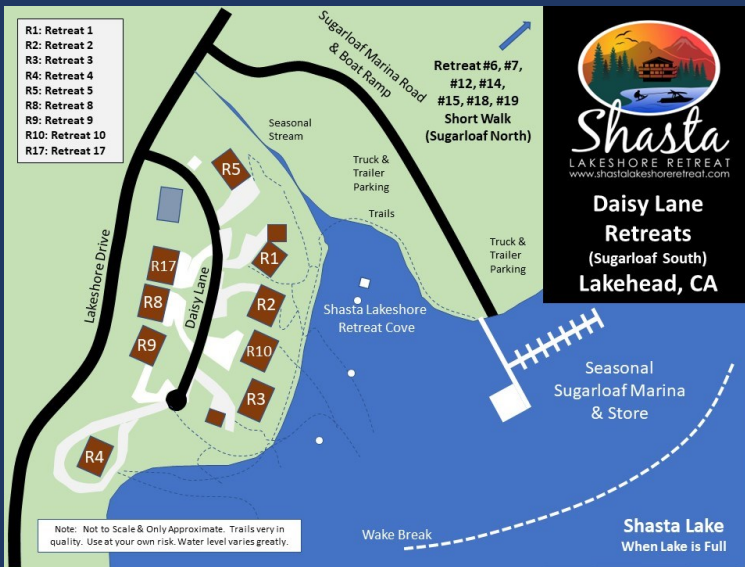 R1: Retreat 1
R2: Retreat 2
R3: Retreat 3
R4: Retreat 4
R5: Retreat 5
R8: Retreat 8
R9: Retreat 9
R10: Retreat 10
R17: Retreat 17
Sugarloaf Marina Road
& Boat Ramp
Retreat #6, #7,
#12, #14,
#15, #18, #19
Short Walk
(Sugarloaf North)
Shasta
LAKESHORE RETREAT
www.shastalakeshoreretreat.com
Daisy Lane
Retreats
(Sugarloaf South)
Lakehead, CA
Seasonal
Stream
Truck &
Trailer
Parking
Trails
Truck &
Trailer
Parking
Lakeshore Drive
Daisy Lane
R5
R17
R1
R8
R2
R9
R10
R3
R4
Shasta Lakeshore
Retreat Cove
Seasonal
Sugarloaf Marina
& Store
Wake Break
Shasta Lake
When Lake is Full
Note: Not to Scale & Only Approximate. Trails very in
quality. Use at your own risk. Water level varies greatly.